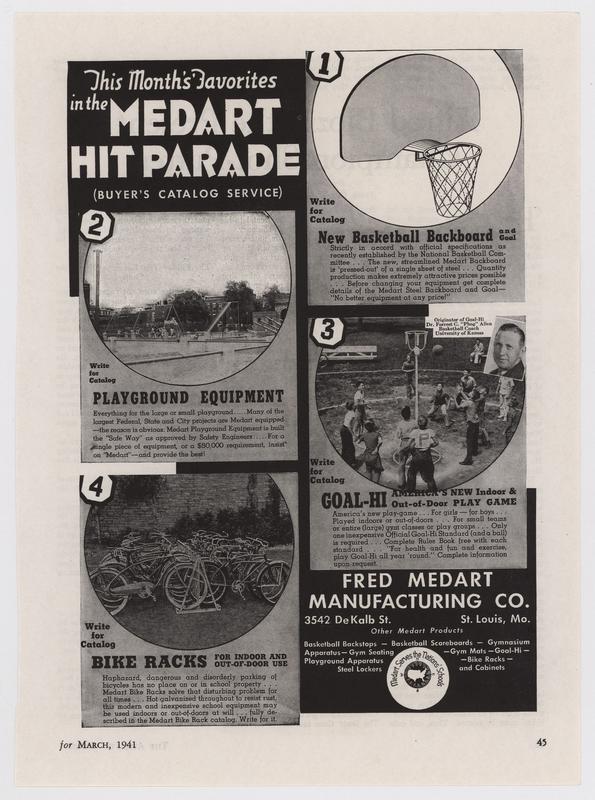 This Month's Favorites
in the MEDART
HIT PARADE
(BUYER'S CATALOG SERVICE)
1
Write
for
Catalog
New Basketball Backboard and Goal
Strictly in accord with official specifications as
recently established by the National Basketball Com-
mittee . . . The new, streamlined Medart Backboard
is 'pressed-out' of a single sheet of steel . . . Quantity
production makes extremely attractive prices possible
. . . Before changing your equipment get complete
details of the Medart Steel Backboard and Goal—
"No better equipment at any price!"
2
Write
for
Catalog
PLAYGROUND EQUIPMENT
Everything for the large or small playground.....Many of the
largest Federal, State and City projects are Medart equipped
—the reason is obvious. Medart Playground Equipment is built
the "Safe Way" as approved by Safety Engineers....For a
single piece of equipment, or a $50,000 requirement, insist
on "Medart"—and provide the best!
3
Originator of Goal-Hi
Dr. Forrest C. "Phog" Allen
Basketball Coach
University of Kansas
Write
for
Catalog
GOAL-HI AMERICA'S NEW Indoor &
Out-of-Door PLAY GAME
America's new play-game . . . For girls — for boys . . .
Played indoors or out-of-doors . . . For small teams
or entire (large) gym classes or play groups . . . Only
one inexpensive Official Goal-Hi Standard (and a ball)
is required . . . Complete Rules Book free with each
standard . . . "For health and fun and exercise,
play Goal-Hi all year 'round." Complete information
upon request.
4
Write
for
Catalog
BIKE RACKS FOR INDOOR AND
OUT-OF-DOOR USE
Haphazard, dangerous and disorderly parking of
bicycles has no place on or in school property . . .
Medart Bike Racks solve that disturbing problem for
all times . . . Hot galvanized throughout to resist rust,
this modern and inexpensive school equipment may
be used indoors or out-of-doors at will . . . fully de-
scribed in the Medart Bike Rack catalog. Write for it.
FRED MEDART
MANUFACTURING CO.
3542 DeKalb St. St. Louis, Mo.
Other Medart Products
Basketball Backstops — Basketball Scoreboards — Gymnasium
Apparatus—Gym Seating —Gym Mats—Goal-Hi—
Playground Apparatus —Bike Racks—
Steel Lockers and Cabinets
Medart Serves the Nation's Schools
for MARCH, 1941
45